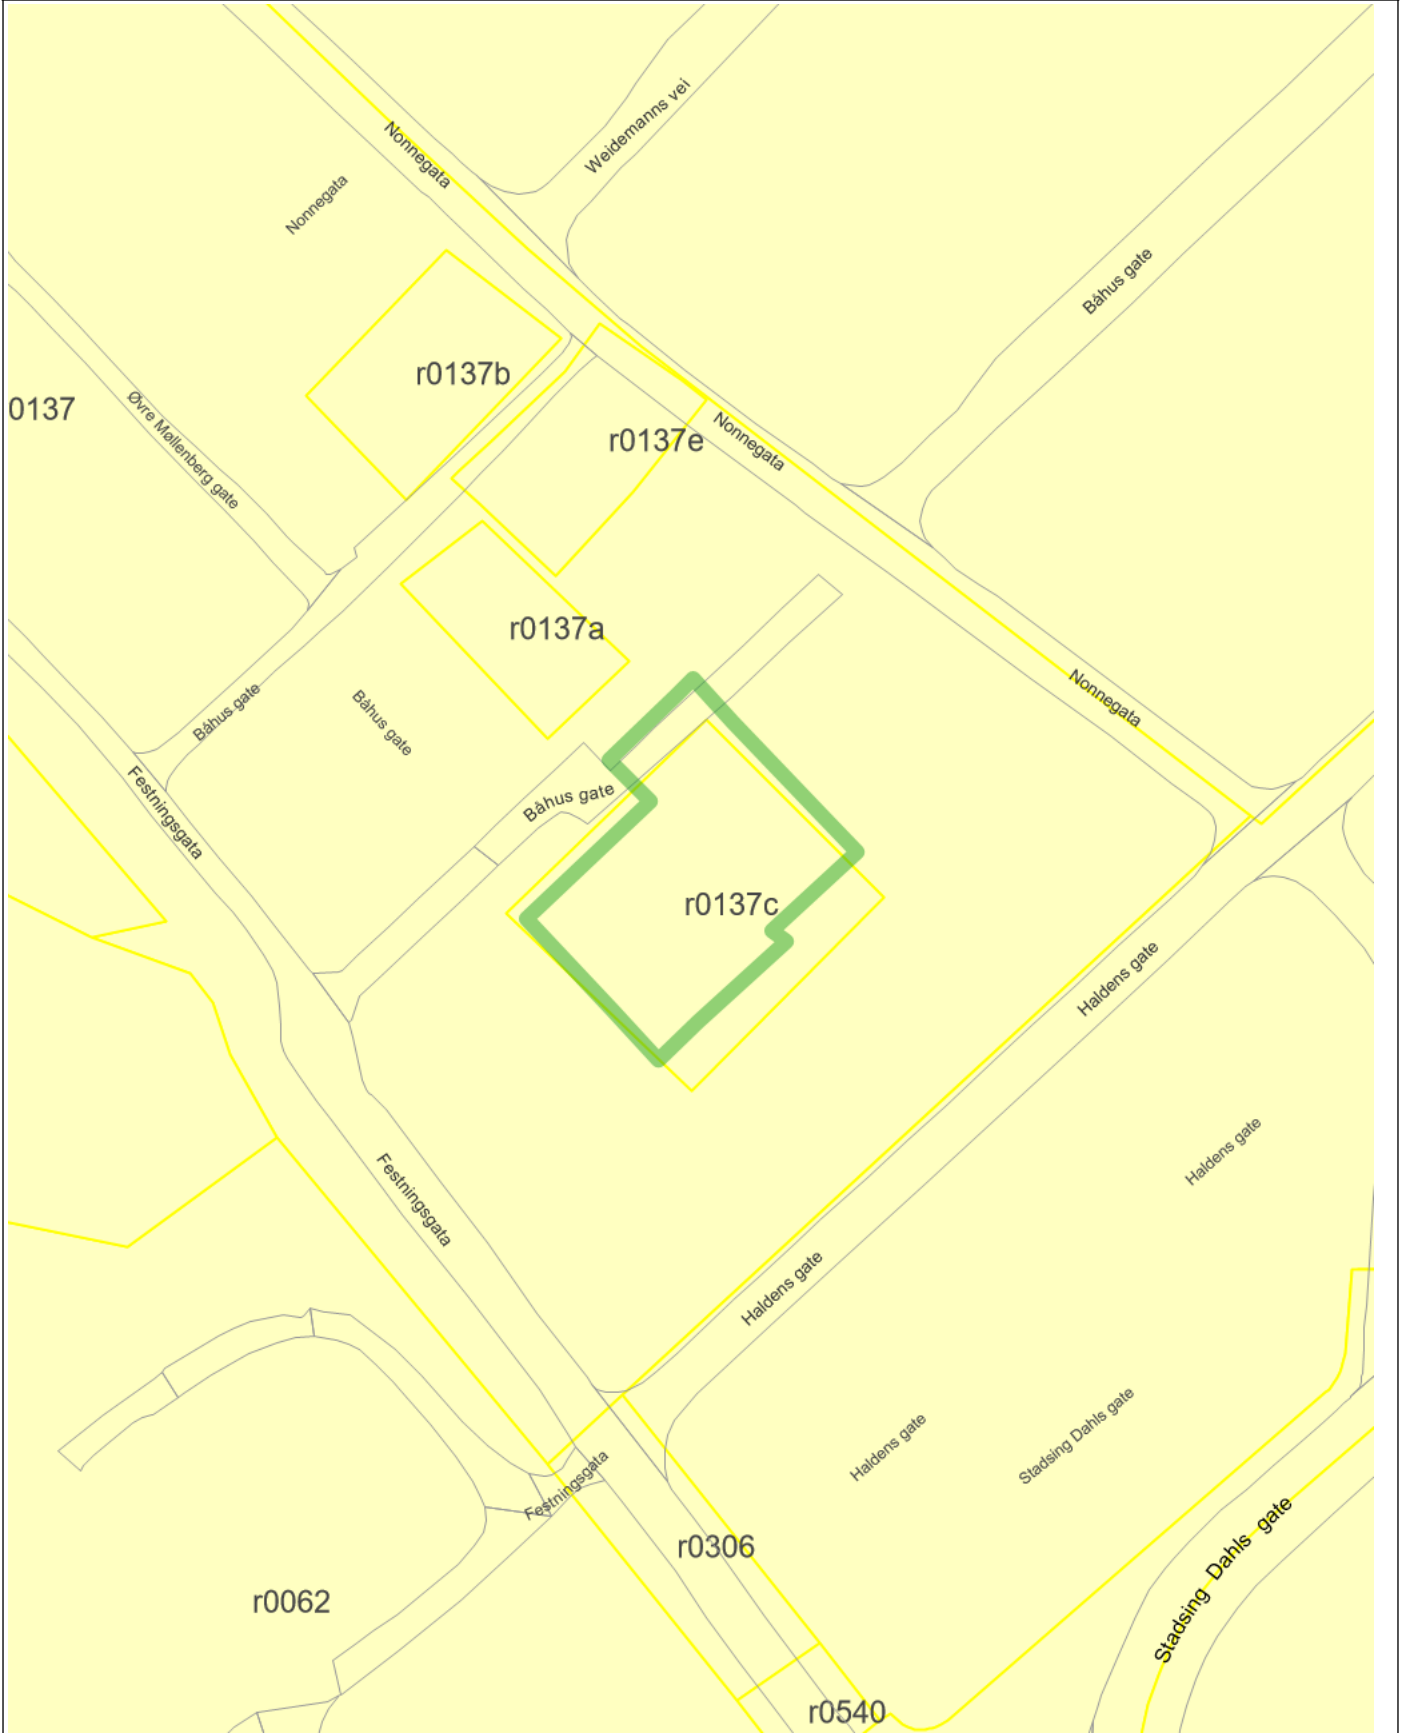 Weidemanns vei
Nonnegata
Nonnegata
Båhus gate
r0137b
0137
Øvre Møllenberg gate
r0137e
Nonnegata
r0137a
Båhus gate
Båhus gate
Nonnegata
Festningsgata
Båhus gate
r0137c
Haldens gate
Haldens gate
Festningsgata
Haldens gate
Haldens gate
Stadsing Dahls gate
Festningsgata
Stadsing Dahls gate
r0306
r0062
r0540